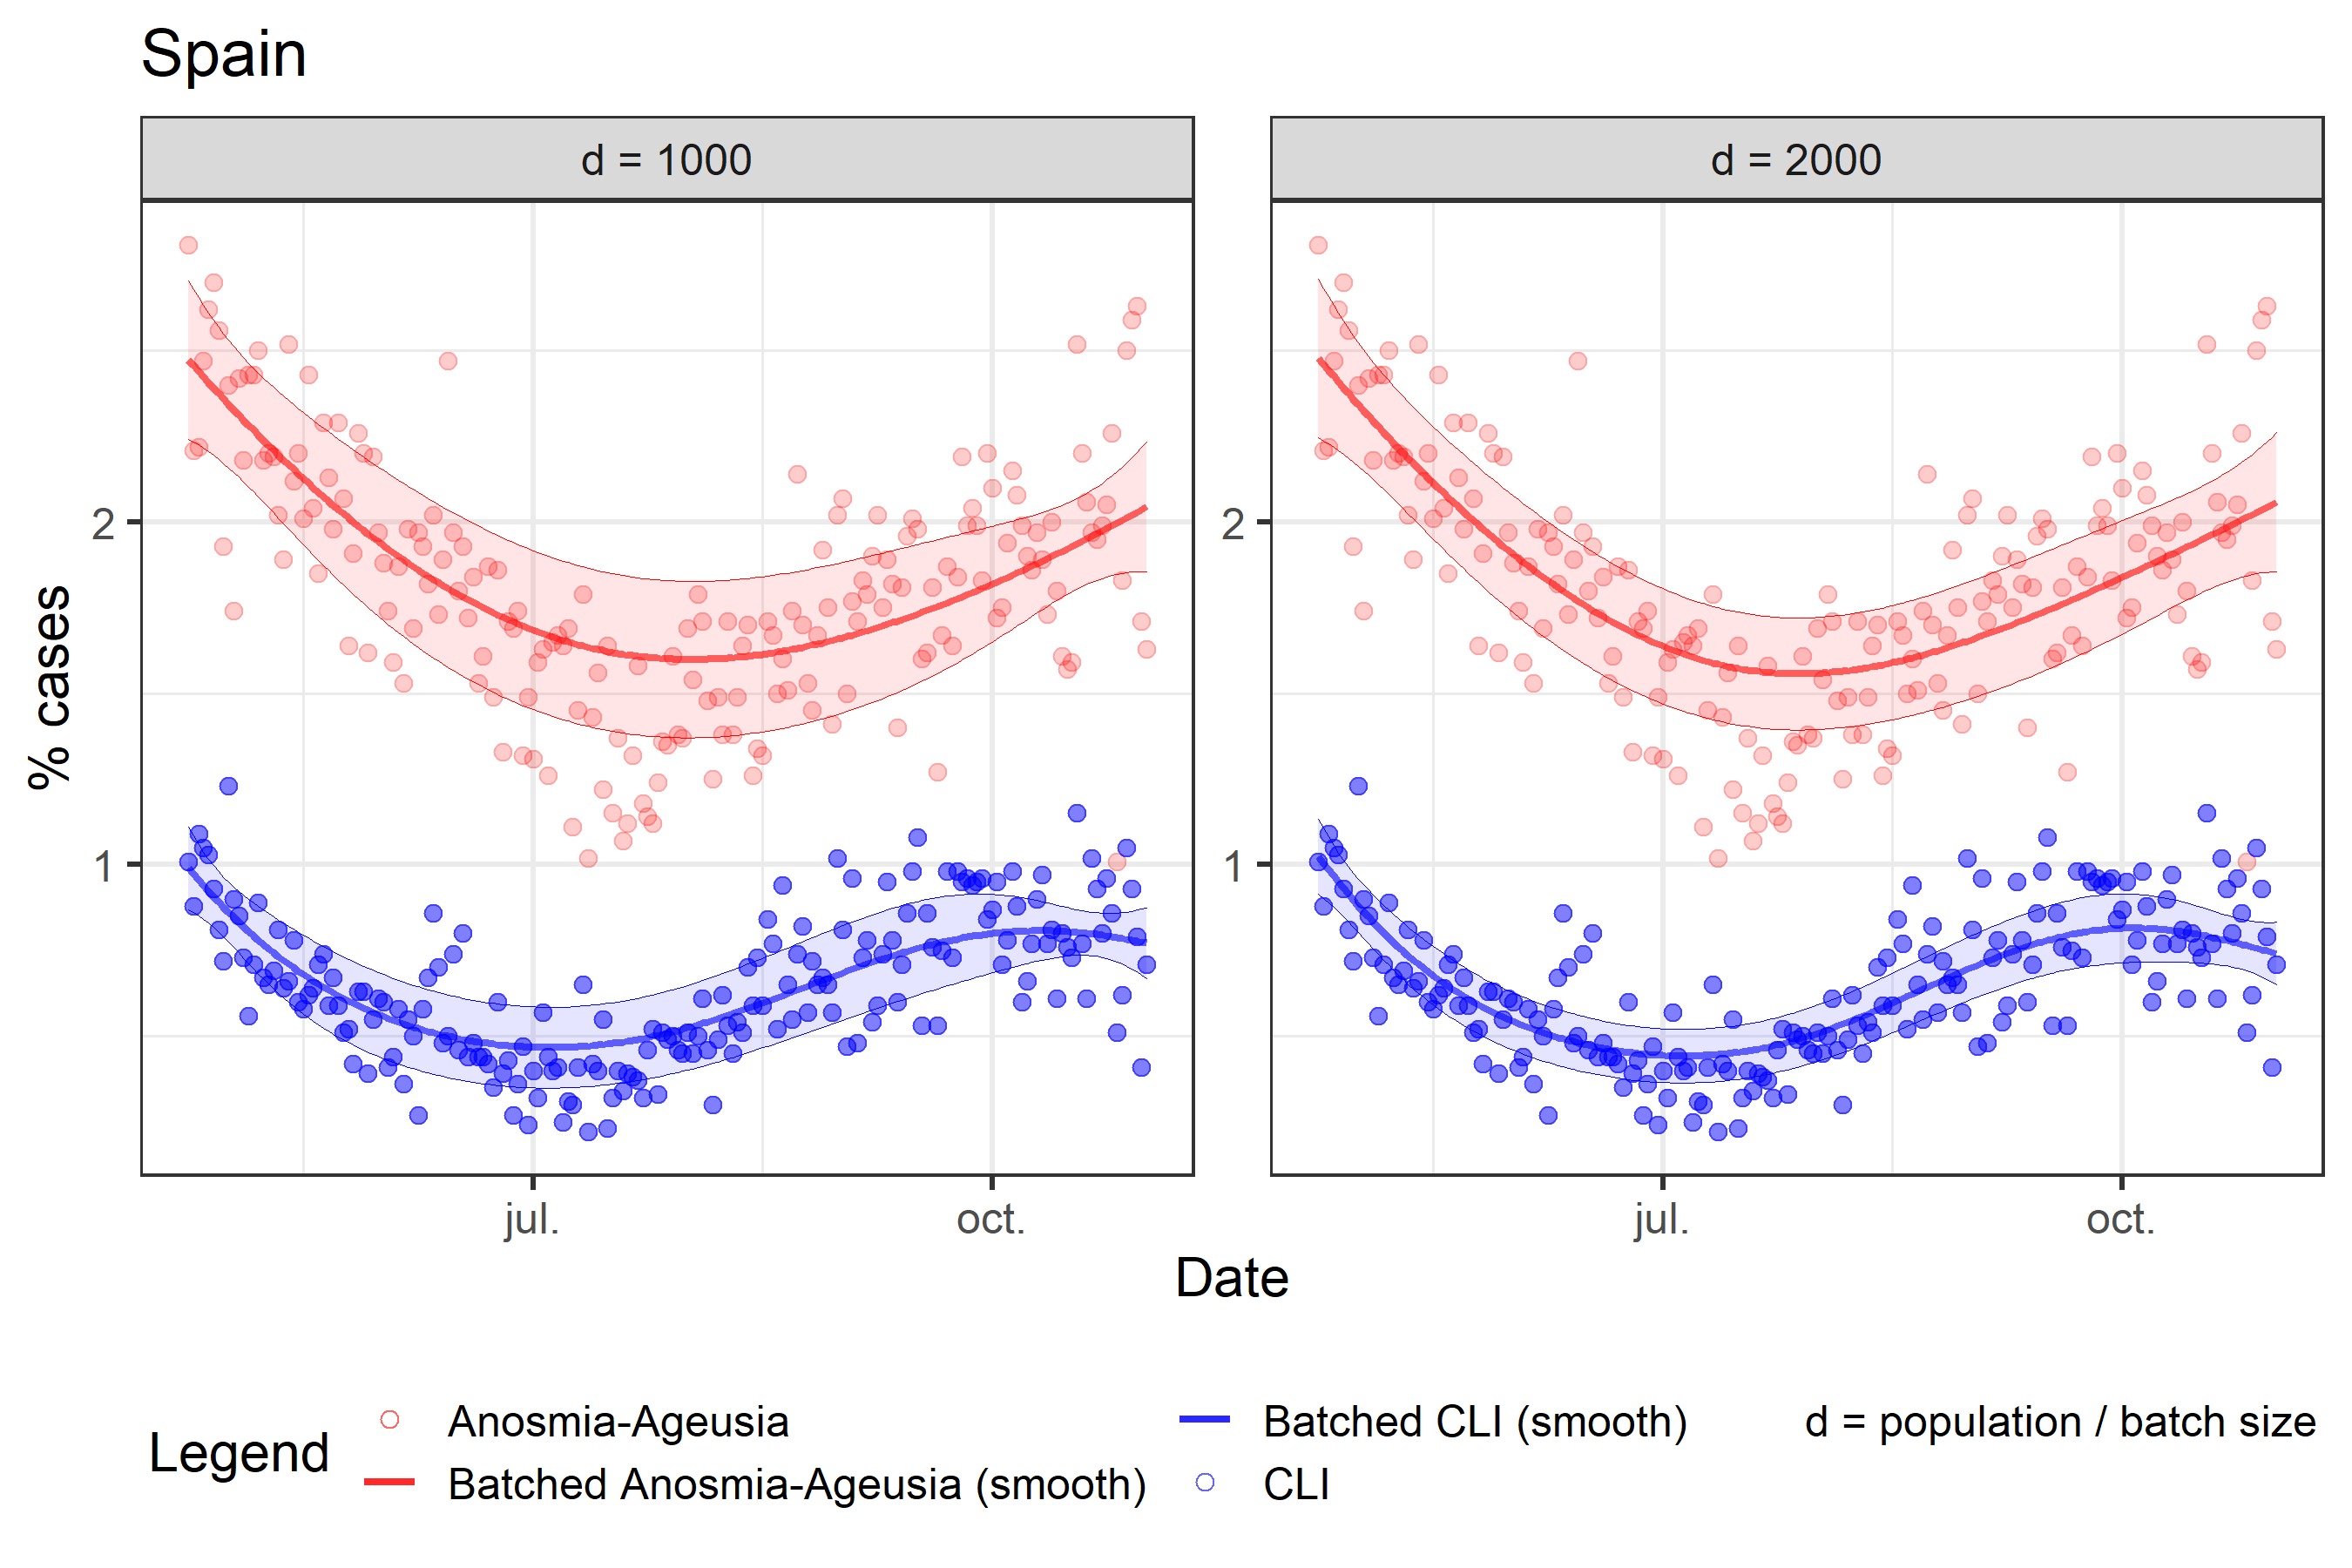 Spain
d = 1000
d = 2000
% cases
2
1
2
1
jul.
oct.
jul.
oct.
Date
Legend
Anosmia-Ageusia
Batched Anosmia-Ageusia (smooth)
Batched CLI (smooth)
CLI
d = population / batch size